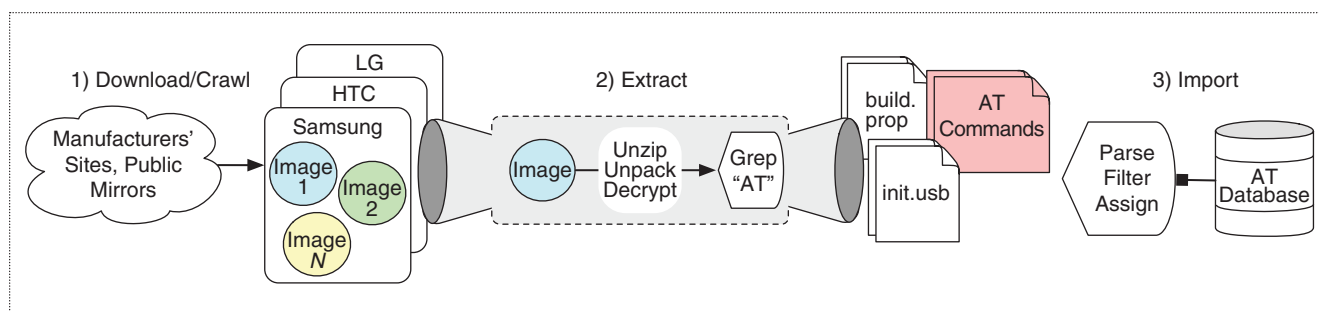 1) Download/Crawl
Manufacturers'
Sites, Public
Mirrors
LG
HTC
Samsung
Image
1
Image
2
Image
N
2) Extract
Image
Unzip
Unpack
Decrypt
Grep
“AT”
build.
prop
AT
Commands
init.usb
3) Import
Parse
Filter
Assign
AT
Database